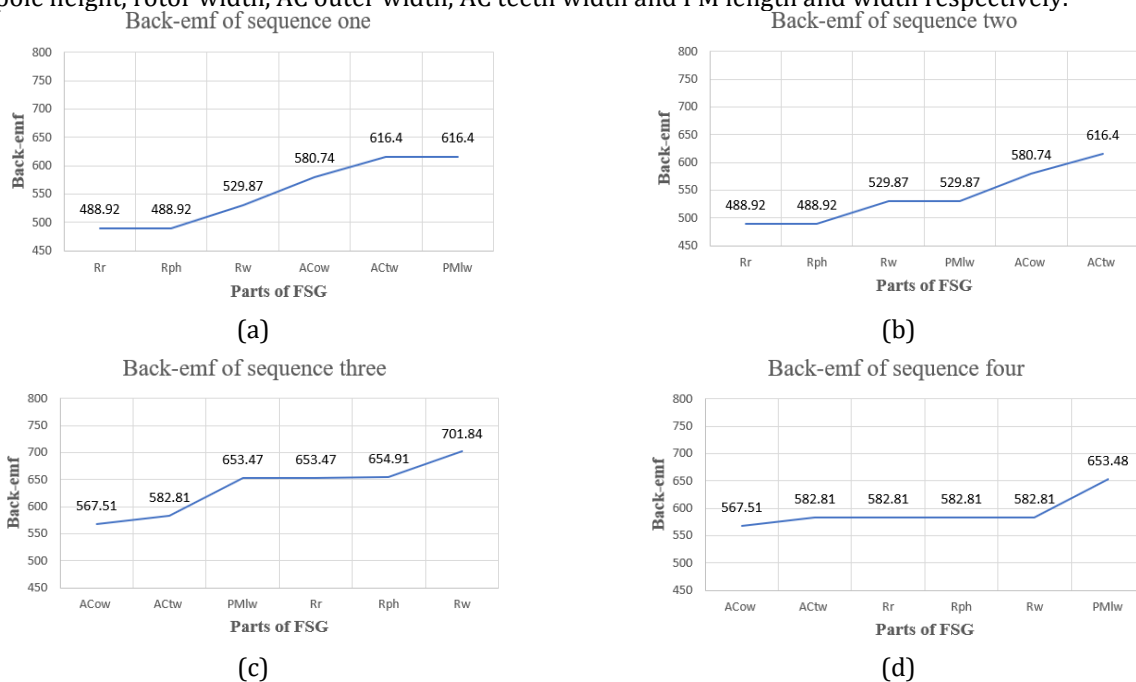 pole height, rotor width, AC outer width, AC teeth width and PM length and width respectively.
Back-emf of sequence one
800
750
700
650
600
550
500
450
Back-emf
488.92
488.92
529.87
580.74
616.4
616.4
Rr
Rph
Rw
ACow
ACtw
PMlw
Parts of FSG
(a)
Back-emf of sequence two
800
750
700
650
600
550
500
450
Back-emf
488.92
488.92
529.87
529.87
580.74
616.4
Rr
Rph
Rw
PMlw
ACow
ACtw
Parts of FSG
(b)
Back-emf of sequence three
800
750
700
650
600
550
500
450
Back-emf
567.51
582.81
653.47
653.47
654.91
701.84
ACow
ACtw
PMlw
Rr
Rph
Rw
Parts of FSG
(c)
Back-emf of sequence four
800
750
700
650
600
550
500
450
Back-emf
567.51
582.81
582.81
582.81
582.81
653.48
ACow
ACtw
Rr
Rph
Rw
PMlw
Parts of FSG
(d)